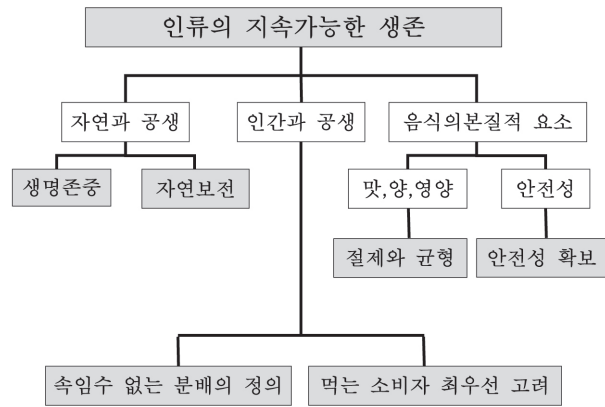 인류의 지속가능한 생존
자연과 공생
인간과 공생
음식의본질적 요소
생명존중
자연보전
맛,양,영양
안전성
절제와 균형
안전성 확보
속임수 없는 분배의 정의
먹는 소비자 최우선 고려